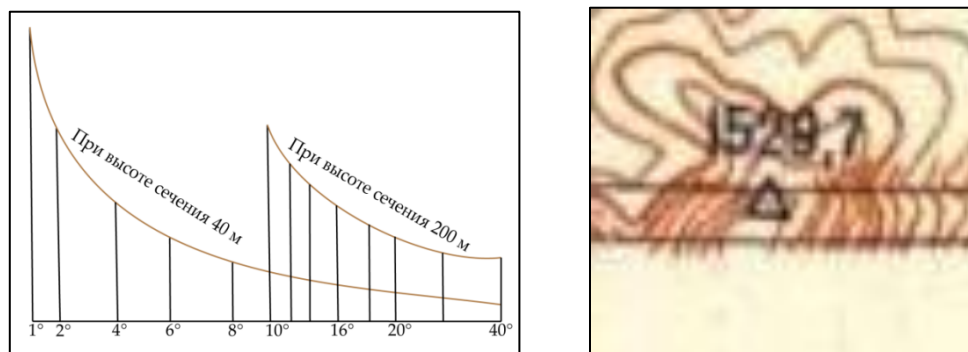 При высоте сечения 40 м
При высоте сечения 200 м
1° 2° 4° 6° 8° 10° 16° 20° 40°
1529,7